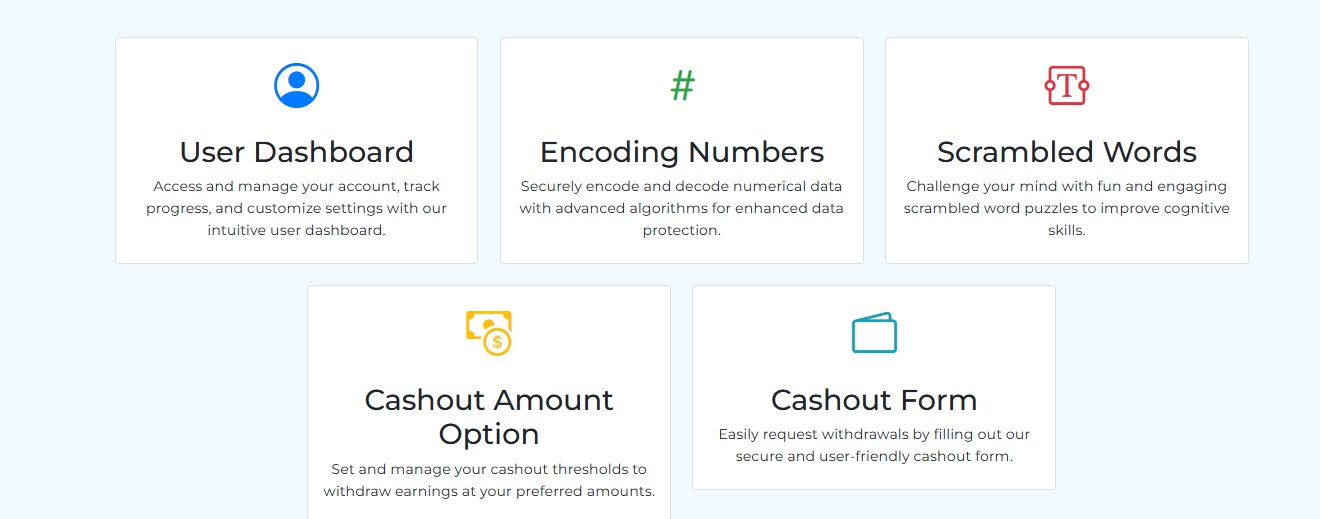 User Dashboard
Access and manage your account, track
progress, and customize settings with our
intuitive user dashboard.
#
Encoding Numbers
Securely encode and decode numerical data
with advanced algorithms for enhanced data
protection.
T
Scrambled Words
Challenge your mind with fun and engaging
scrambled word puzzles to improve cognitive
skills.
$
Cashout Amount
Option
Set and manage your cashout thresholds to
withdraw earnings at your preferred amounts.
Cashout Form
Easily request withdrawals by filling out our
secure and user-friendly cashout form.